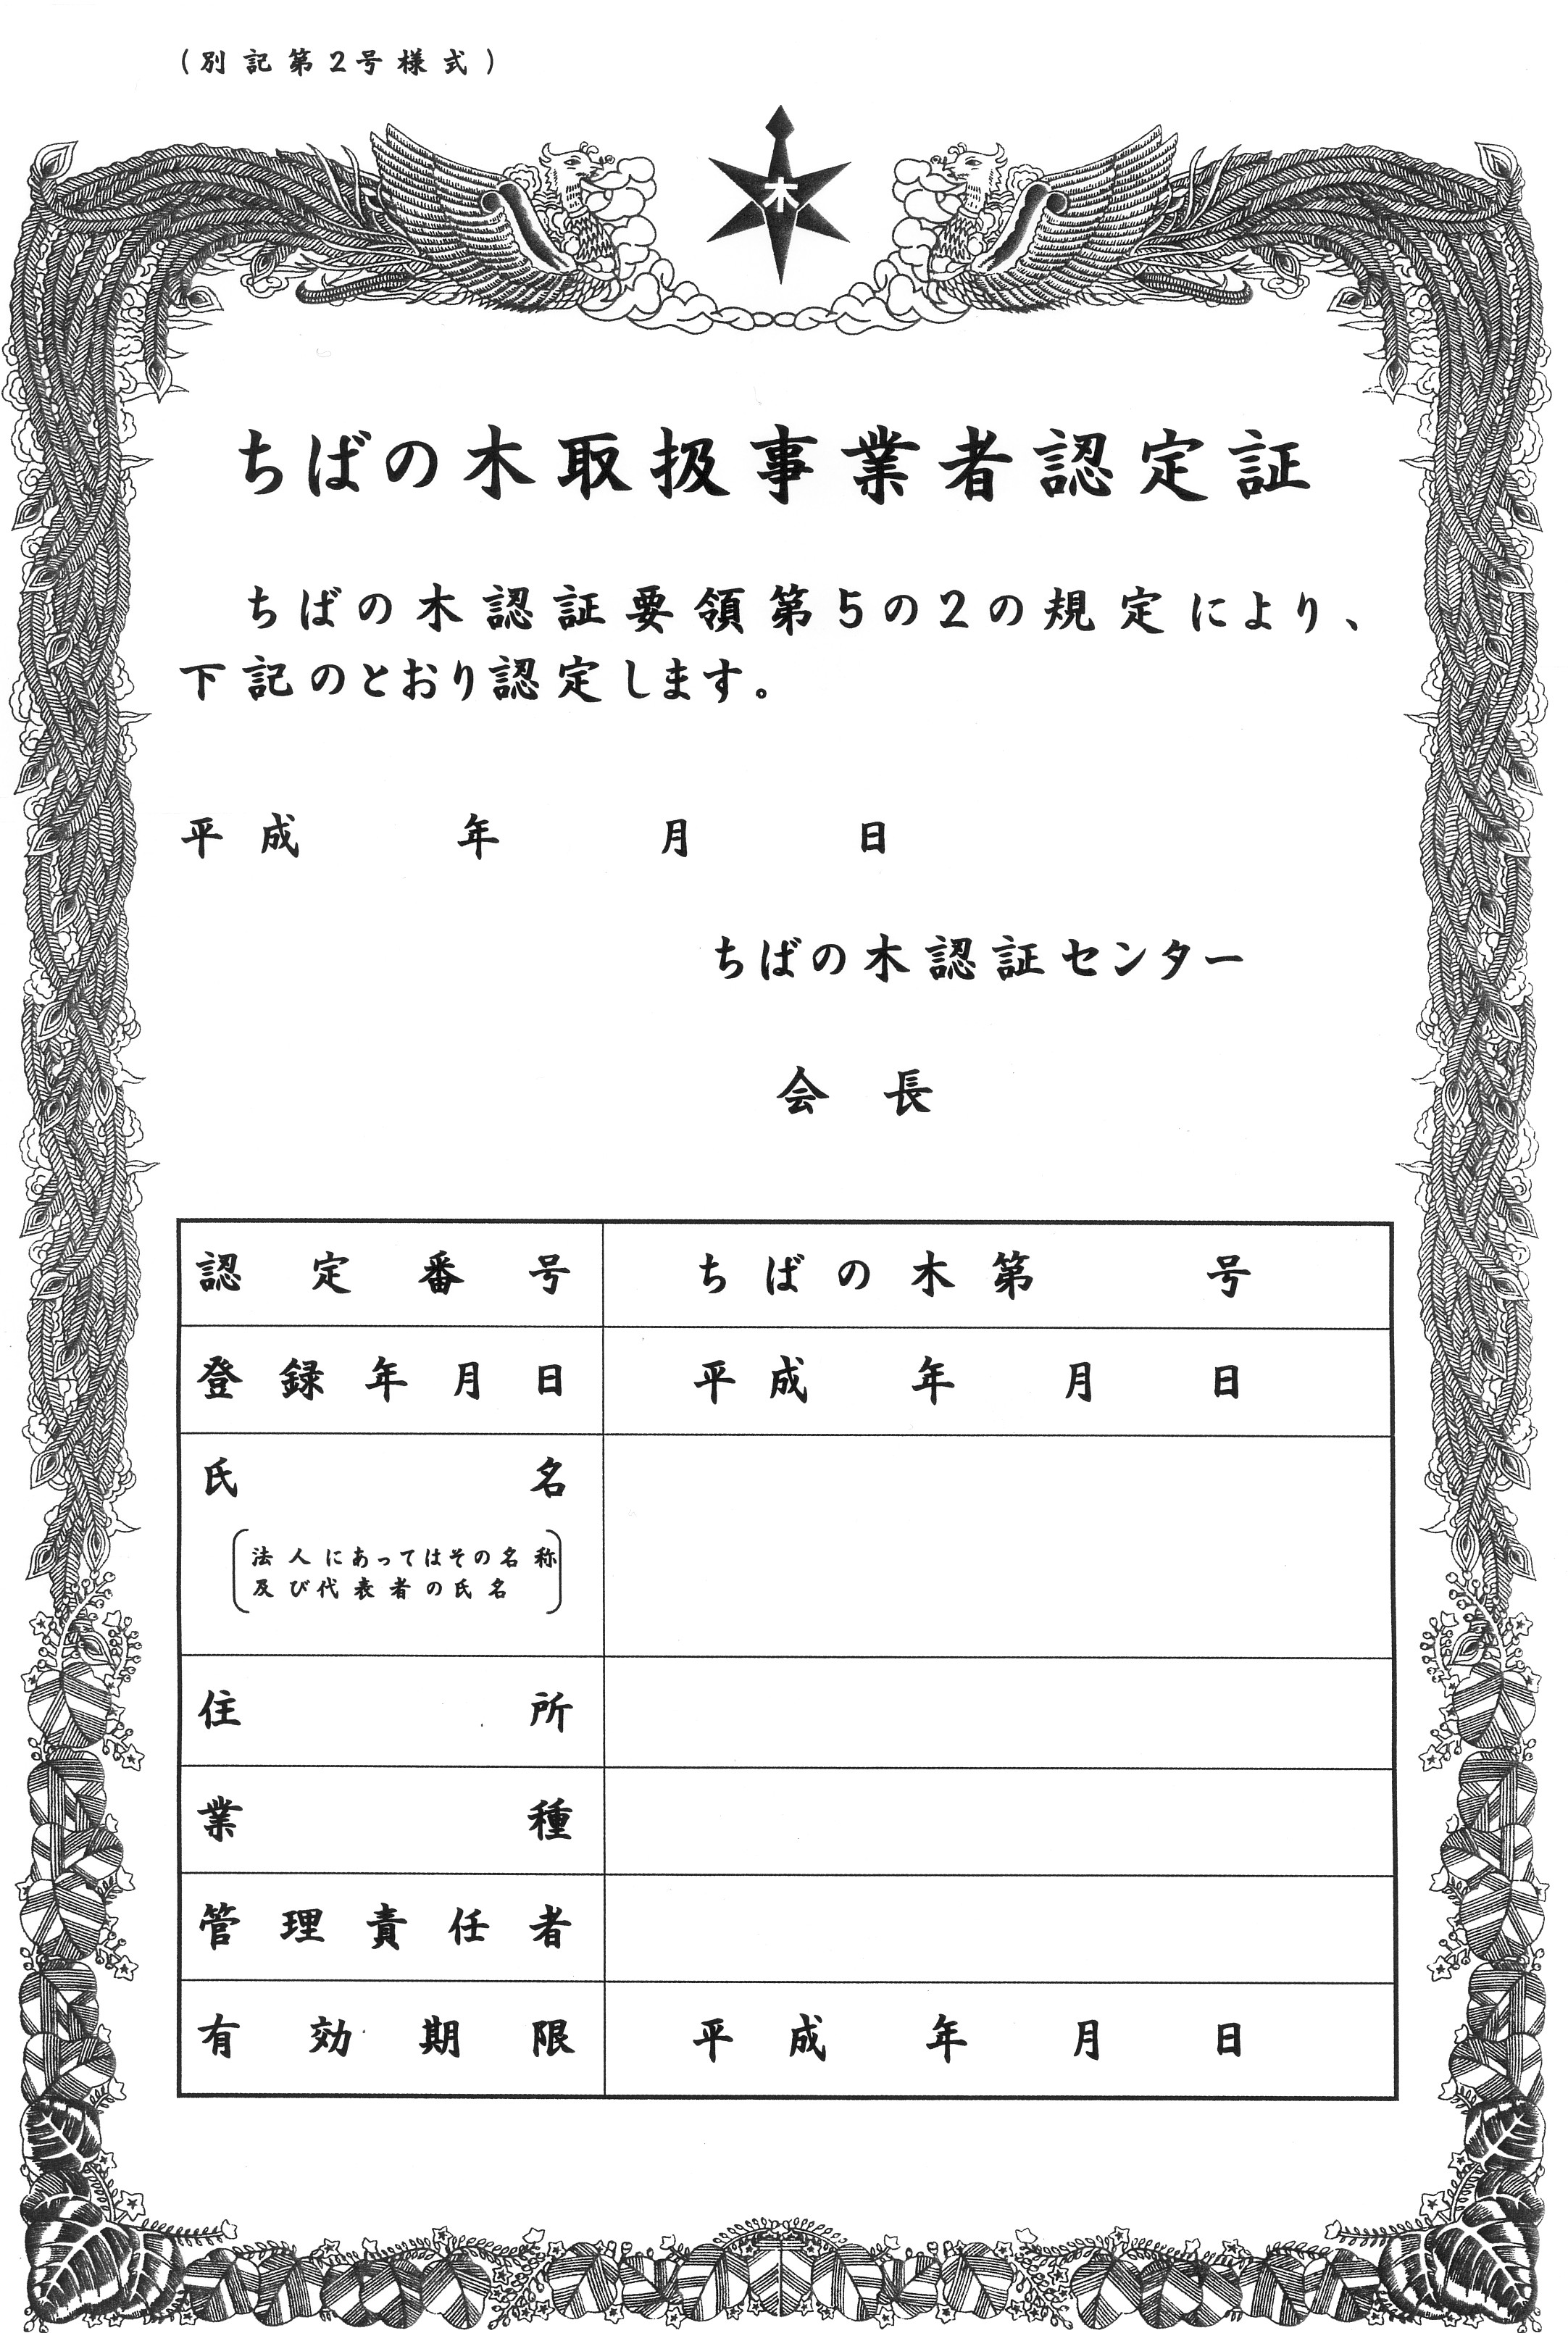 （別記第2号様式）
木
ちばの木取扱事業者認定証
ちばの木認証要領第5の2の規定により、
下記のとおり認定します。
平成　　年　　月　　日
ちばの木認証センター
会　長
認定番号　ちばの木第　　号
登録年月日　平成　　年　　月　　日
氏名
法人にあってはその名称
及び代表者の氏名
住所
業種
管理責任者
有効期限　平成　　年　　月　　日